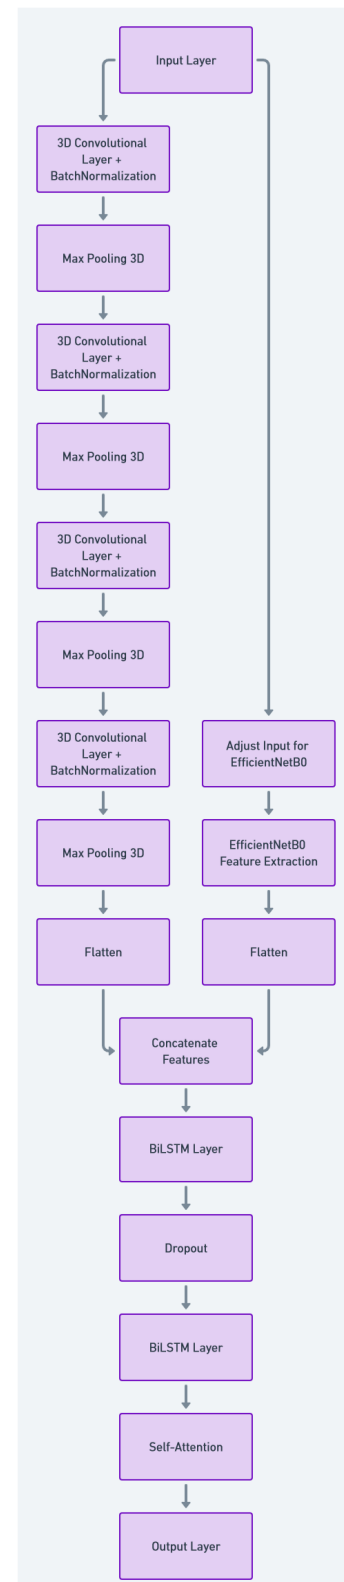 Input Layer
3D Convolutional
Layer +
BatchNormalization
Max Pooling 3D
3D Convolutional
Layer +
BatchNormalization
Max Pooling 3D
3D Convolutional
Layer +
BatchNormalization
Max Pooling 3D
3D Convolutional
Layer +
BatchNormalization
Adjust Input for
EfficientNetB0
Max Pooling 3D
EfficientNetB0
Feature Extraction
Flatten
Flatten
Concatenate
Features
BiLSTM Layer
Dropout
BiLSTM Layer
Self-Attention
Output Layer